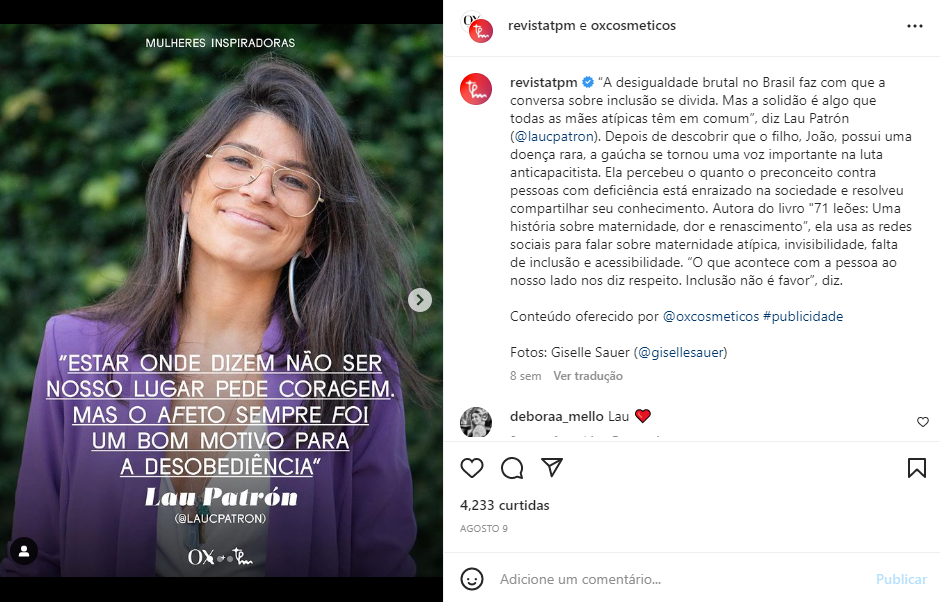 MULHERES INSPIRADORAS
"ESTAR ONDE DIZEM NÃO SER
NOSSO LUGAR PEDE CORAGEM.
MAS O AFETO SEMPRE FOI
UM BOM MOTIVO PARA
A DESOBEDIÊNCIA"
Lau Patrón
(@LAUCPATRON)
OX + Tpm
OX
Tpm
revistatpm e oxcosmeticos
Tpm
revistatpm "A desigualdade brutal no Brasil faz com que a
conversa sobre inclusão se divida. Mas a solidão é algo que
todas as mães atípicas têm em comum", diz Lau Patrón
(@laucpatron). Depois de descobrir que o filho, João, possui uma
doença rara, a gaúcha se tornou uma voz importante na luta
anticapacitista. Ela percebeu o quanto o preconceito contra
pessoas com deficiência está enraizado na sociedade e resolveu
compartilhar seu conhecimento. Autora do livro "71 leões: Uma
história sobre maternidade, dor e renascimento", ela usa as redes
sociais para falar sobre maternidade atípica, invisibilidade, falta
de inclusão e acessibilidade. "O que acontece com a pessoa ao
nosso lado nos diz respeito. Inclusão não é favor", diz.
Conteúdo oferecido por @oxcosmeticos #publicidade
Fotos: Giselle Sauer (@gisellesauer)
8 sem Ver tradução
deboraa_mello Lau ❤️
4,233 curtidas
AGOSTO 9
Adicione um comentário... Publicar